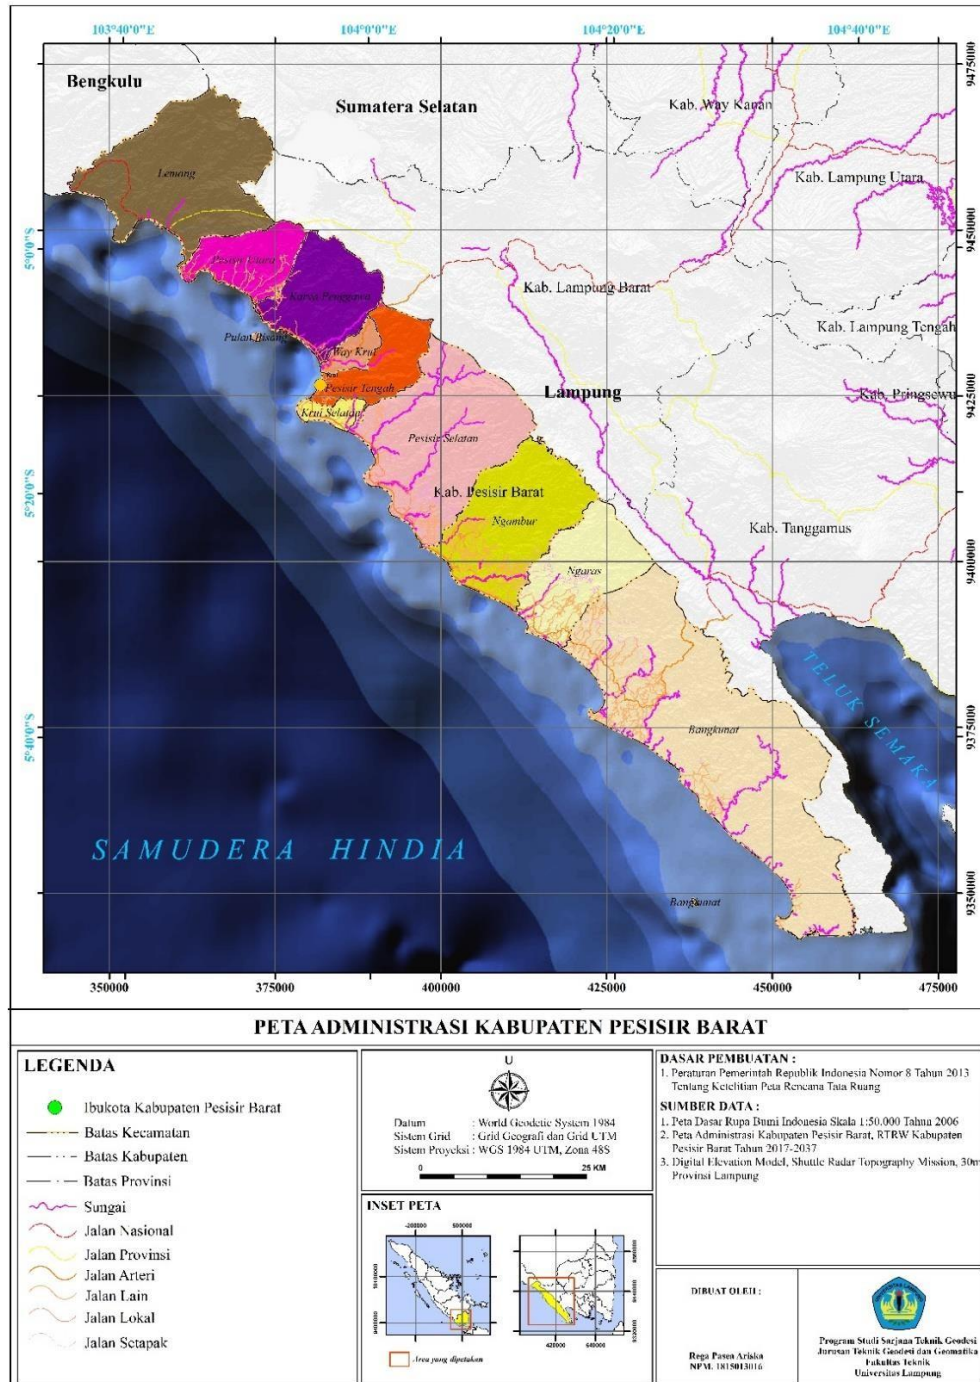 103°40'0"E 104°0'0"E 104°20'0"E 104°40'0"E
Bengkulu
Sumatera Selatan
Kab. Way Kanan
9475000
Lemong
Kab. Lampung Utara
5°0'0"S
9450000
Pesisir Utara
Karya Penggawa
Kab. Lampung Barat
Pulau Pisang
Way Krui
Kab. Lampung Tengah
Pesisir Tengah
Lampung
Kab. Pringsewu
9425000
Krui Selatan
Pesisir Selatan
5°20'0"S
Kab. Pesisir Barat
Ngambur
Kab. Tanggamus
Ngaras
9400000
TELUK SEMAKA
5°40'0"S
Bangkunat
9375000
SAMUDERA HINDIA
Bangkunat
9350000
350000 375000 400000 425000 450000 475000
PETA ADMINISTRASI KABUPATEN PESISIR BARAT
LEGENDA
Ibukota Kabupaten Pesisir Barat
Batas Kecamatan
Batas Kabupaten
Batas Provinsi
Sungai
Jalan Nasional
Jalan Provinsi
Jalan Arteri
Jalan Lain
Jalan Lokal
Jalan Setapak
U
Datum : World Geodetic System 1984
Sistem Grid : Grid Geografi dan Grid UTM
Sistem Proyeksi : WGS 1984 UTM, Zona 48S
0 25 KM
INSET PETA
Area yang dipetakan
DASAR PEMBUATAN :
1. Peraturan Pemerintah Republik Indonesia Nomor 8 Tahun 2013
Tentang Ketelitian Peta Rencana Tata Ruang
SUMBER DATA :
1. Peta Dasar Rupa Bumi Indonesia Skala 1:50.000 Tahun 2006
2. Peta Administrasi Kabupaten Pesisir Barat, RTRW Kabupaten
Pesisir Barat Tahun 2017-2037
3. Digital Elevation Model, Shuttle Radar Topography Mission, 30m
Provinsi Lampung
DIBUAT OLEH :
Rega Pasea Ariska
NPM. 1815013016
Program Studi Sarjana Teknik Geodesi
Jurusan Teknik Geodesi dan Geomatika
Fakultas Teknik
Universitas Lampung